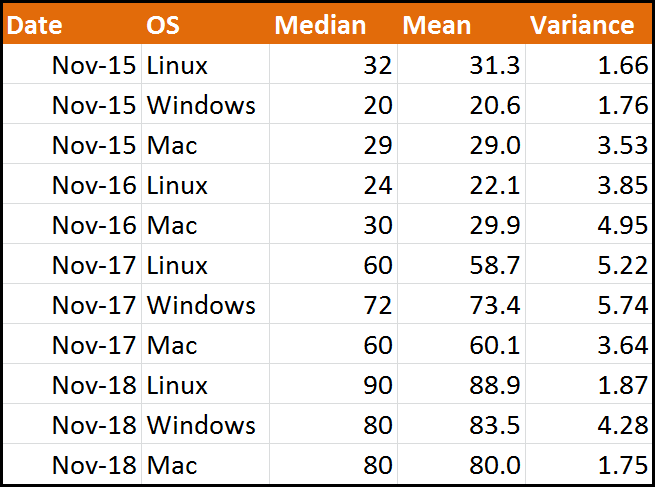 Date OS Median Mean Variance
Nov-15 Linux 32 31.3 1.66
Nov-15 Windows 20 20.6 1.76
Nov-15 Mac 29 29.0 3.53
Nov-16 Linux 24 22.1 3.85
Nov-16 Mac 30 29.9 4.95
Nov-17 Linux 60 58.7 5.22
Nov-17 Windows 72 73.4 5.74
Nov-17 Mac 60 60.1 3.64
Nov-18 Linux 90 88.9 1.87
Nov-18 Windows 80 83.5 4.28
Nov-18 Mac 80 80.0 1.75